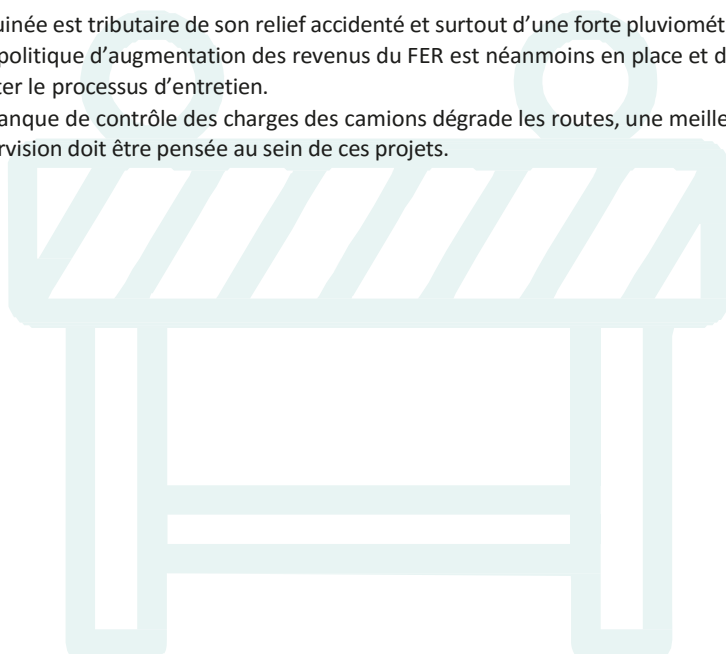 uinée est tributaire de son relief accidenté et surtout d’une forte pluviomét
politique d’augmentation des revenus du FER est néanmoins en place et d
ter le processus d’entretien.
anque de contrôle des charges des camions dégrade les routes, une meille
rvision doit être pensée au sein de ces projets.